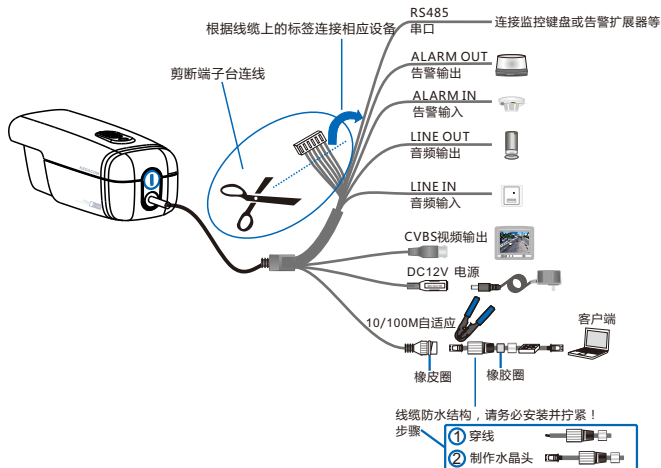 RS485
串口
连接监控键盘或告警扩展器等
根据线缆上的标签连接相应设备
ALARM OUT
告警输出
剪断端子台连线
ALARM IN
告警输入
LINE OUT
音频输出
LINE IN
音频输入
CVBS视频输出
DC12V 电源
10/100M自适应
客户端
橡皮圈
橡胶圈
线缆防水结构，请务必安装并拧紧！
步骤
① 穿线
② 制作水晶头